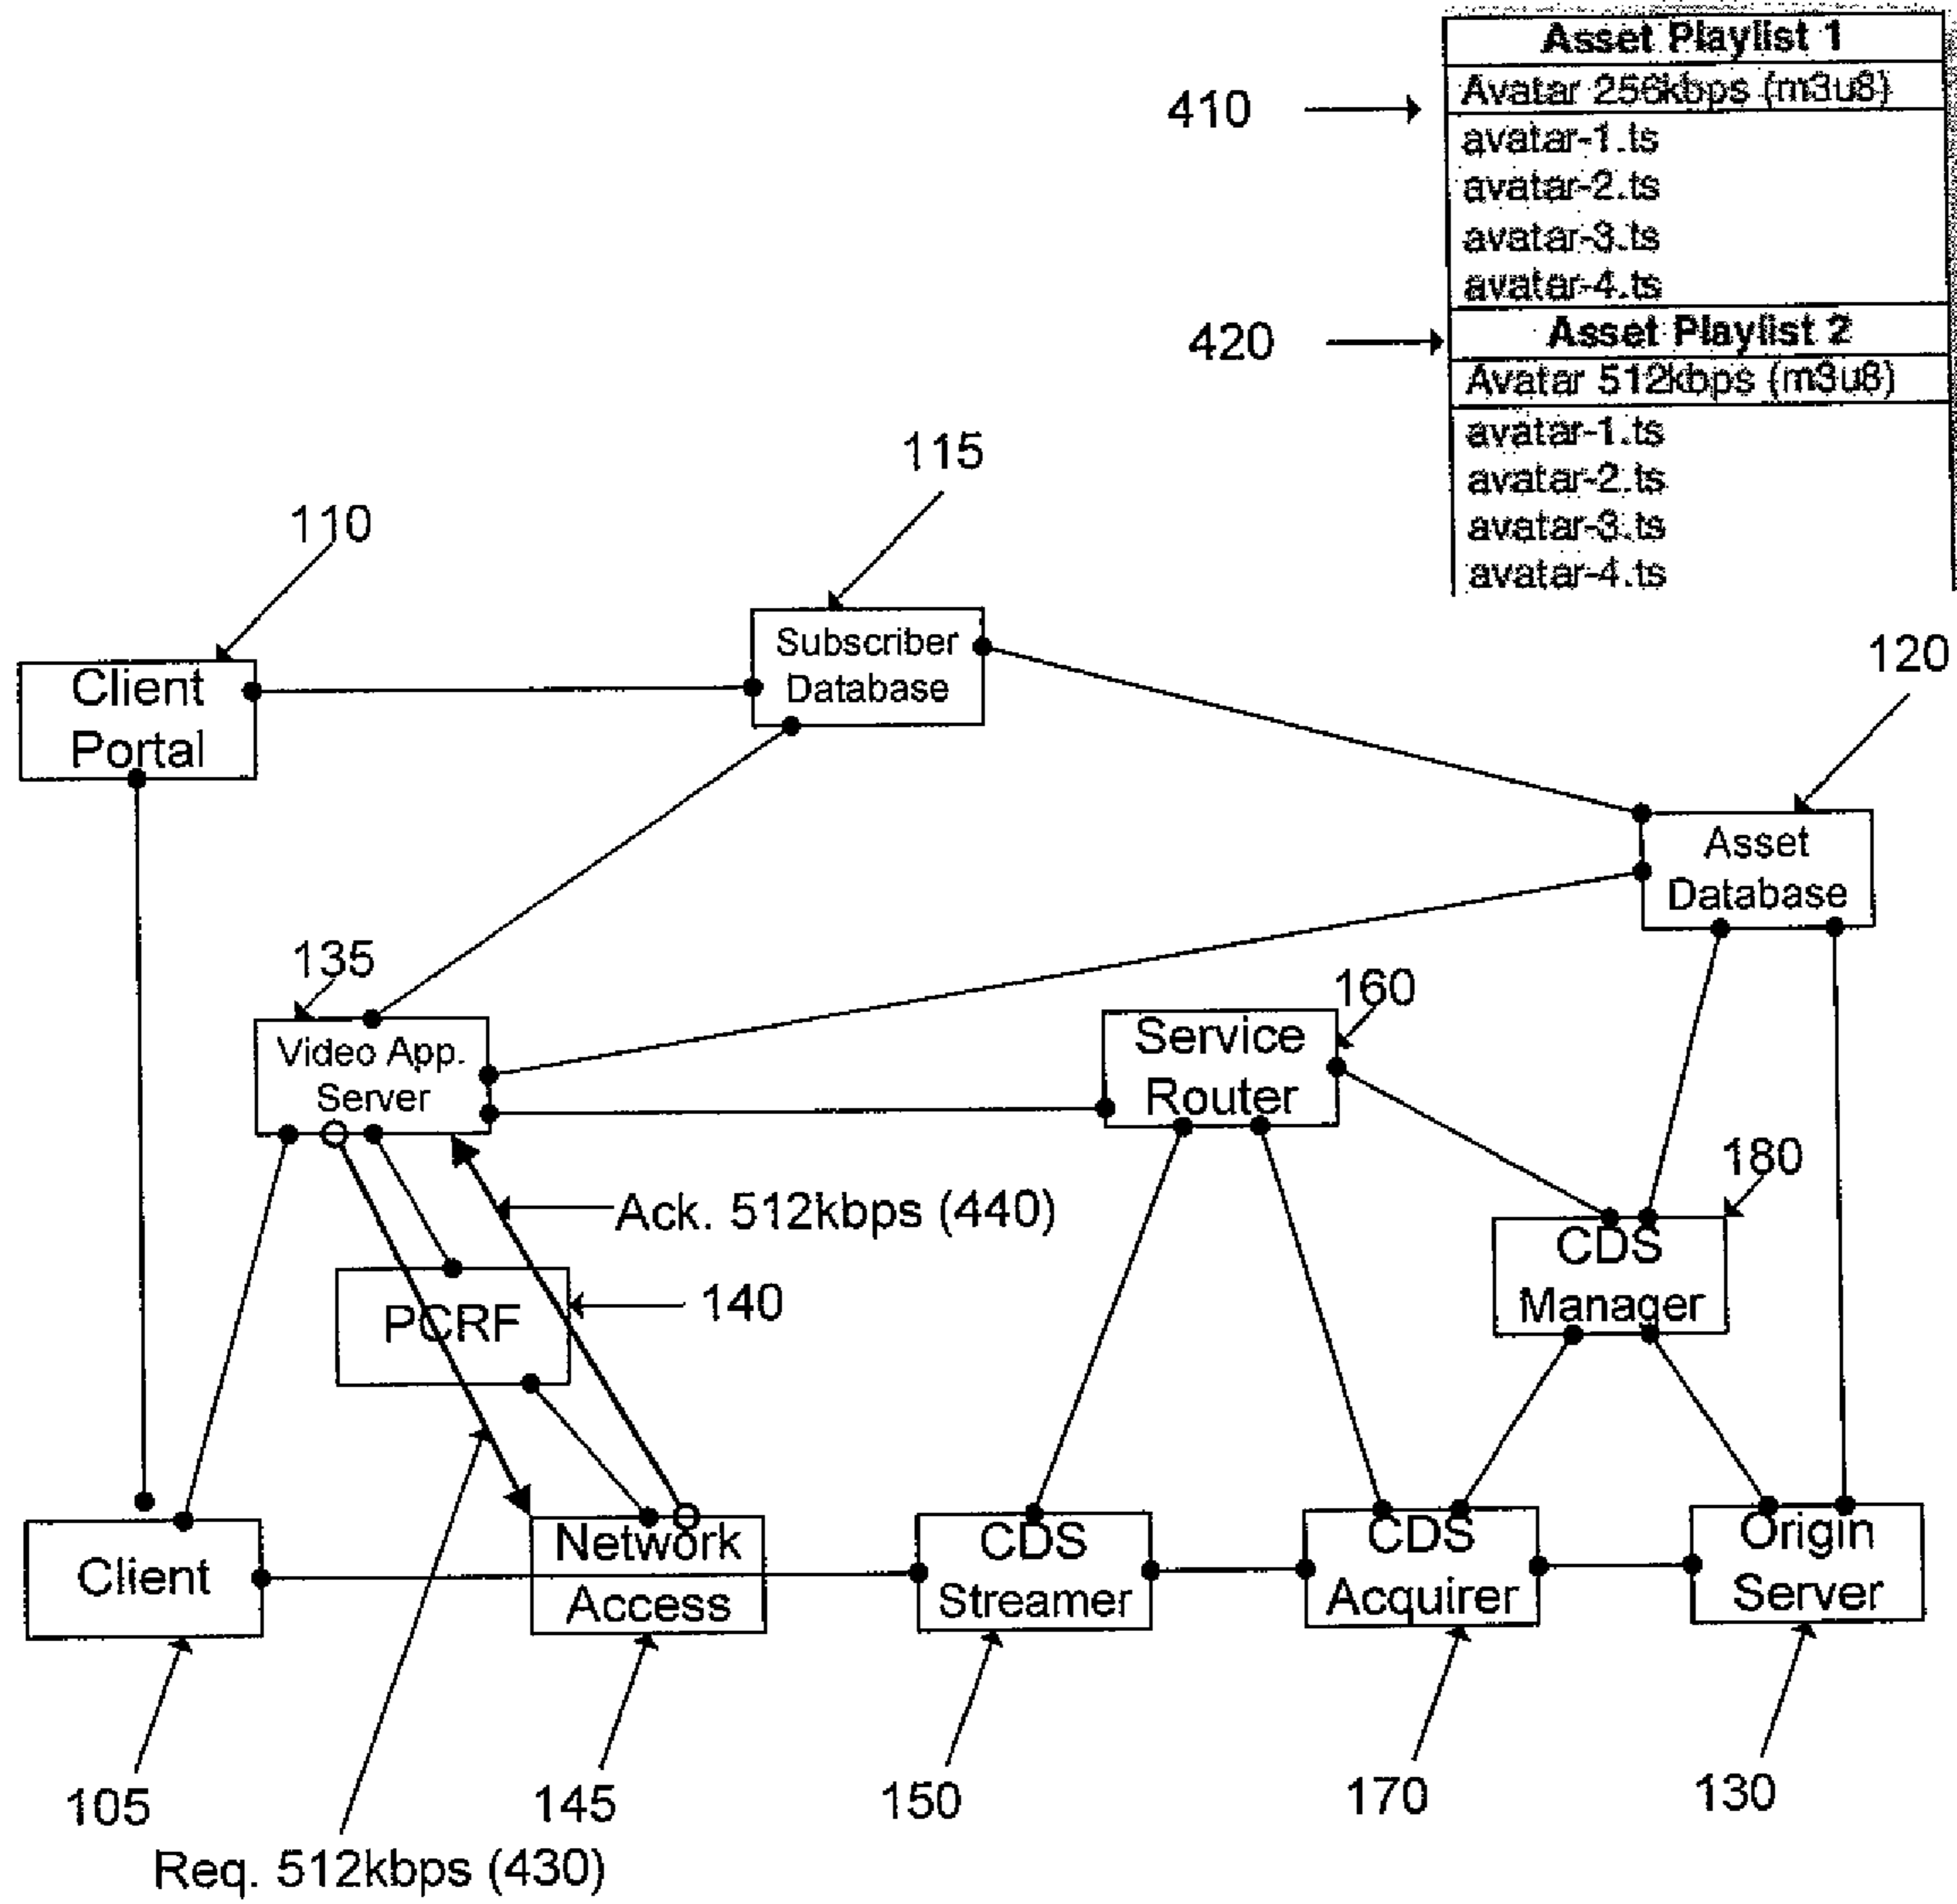 Asset Playlist 1
Avatar 256kbps (m3u8)
410
avatar-1.ts
avatar-2.ts
avatar-3.ts
avatar-4.ts
420
Asset Playlist 2
Avatar 512kbps (m3u8)
avatar-1.ts
avatar-2.ts
avatar-3.ts
avatar-4.ts
115
110
Subscriber
Database
120
Client
Portal
Asset
Database
135
160
Video App.
Server
Service
Router
180
Ack. 512kbps (440)
CDS
Manager
PCRF
140
Client
Network
Access
CDS
Streamer
CDS
Acquirer
Origin
Server
105
145
150
170
130
Req. 512kbps (430)